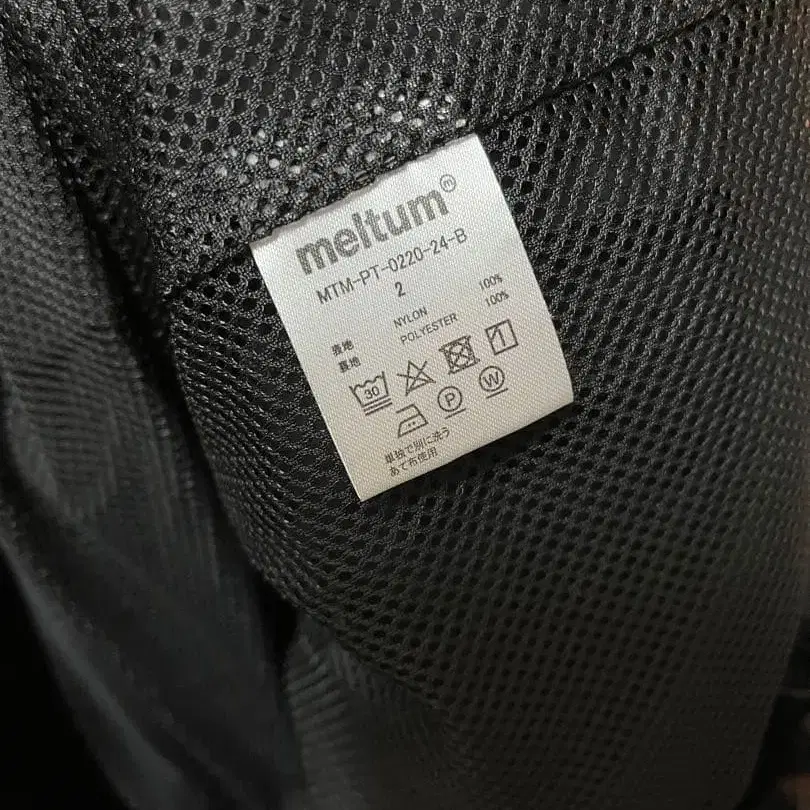 meltum®
MTM-PT-0220-24-B
2
表地 NYLON 100%
裏地 POLYESTER 100%
30
P W
単独で別に洗う
あて布使用